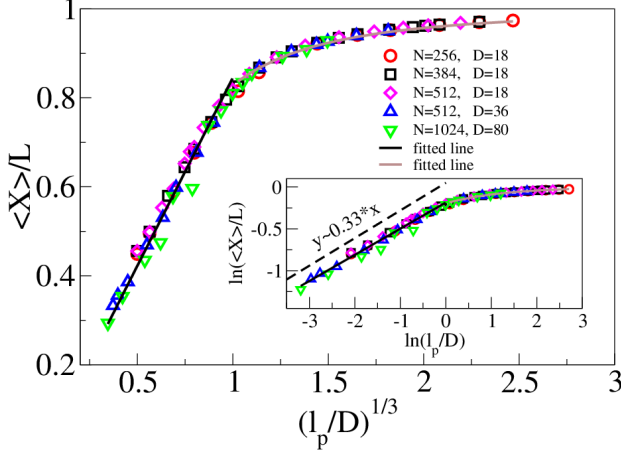 1
0.8
0.6
0.4
0.2
<X>/L
N=256, D=18
N=384, D=18
N=512, D=18
N=512, D=36
N=1024, D=80
fitted line
fitted line
0
-0.5
-1
ln(<X>/L)
y~0.33*x
-3 -2 -1 0 1 2 3
ln(l_p/D)
0.5 1 1.5 2 2.5 3
(l_p/D)^{1/3}